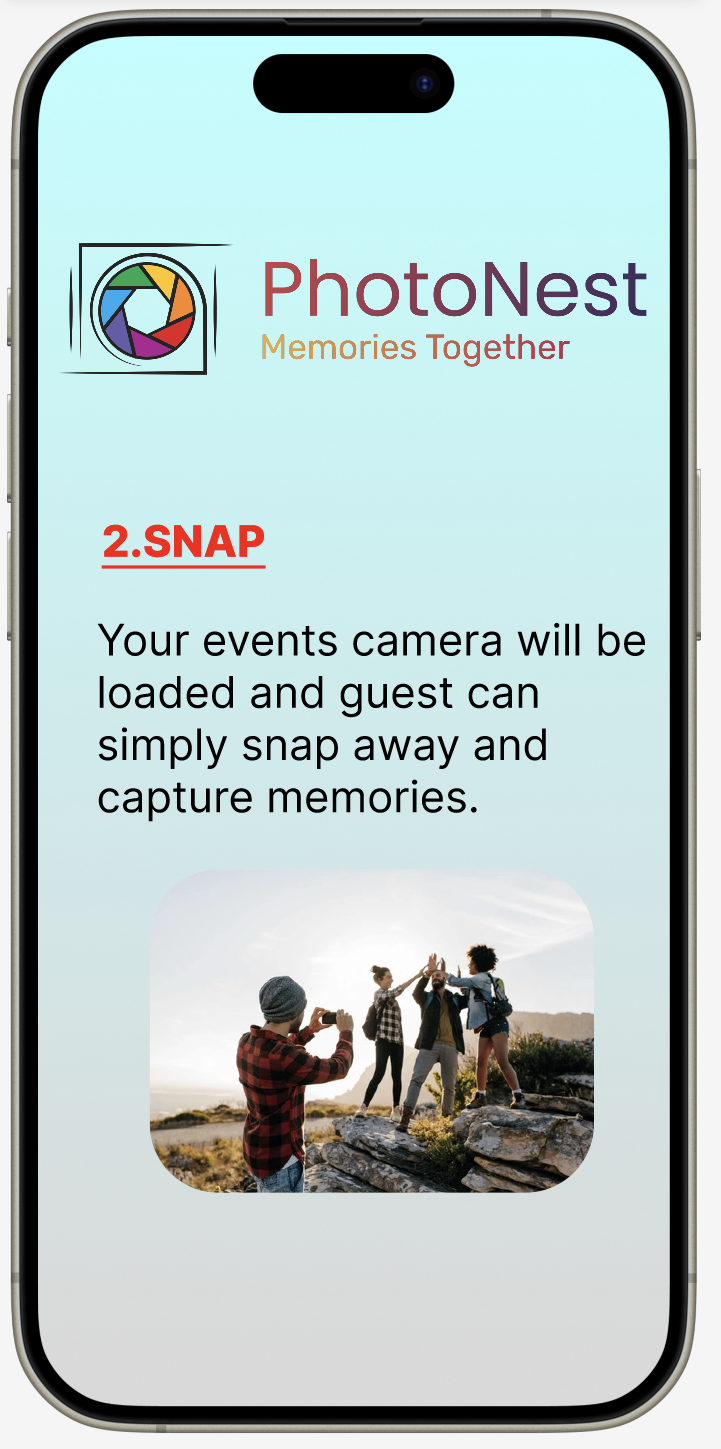 PhotoNest
Memories Together
2.SNAP
Your events camera will be
loaded and guest can
simply snap away and
capture memories.